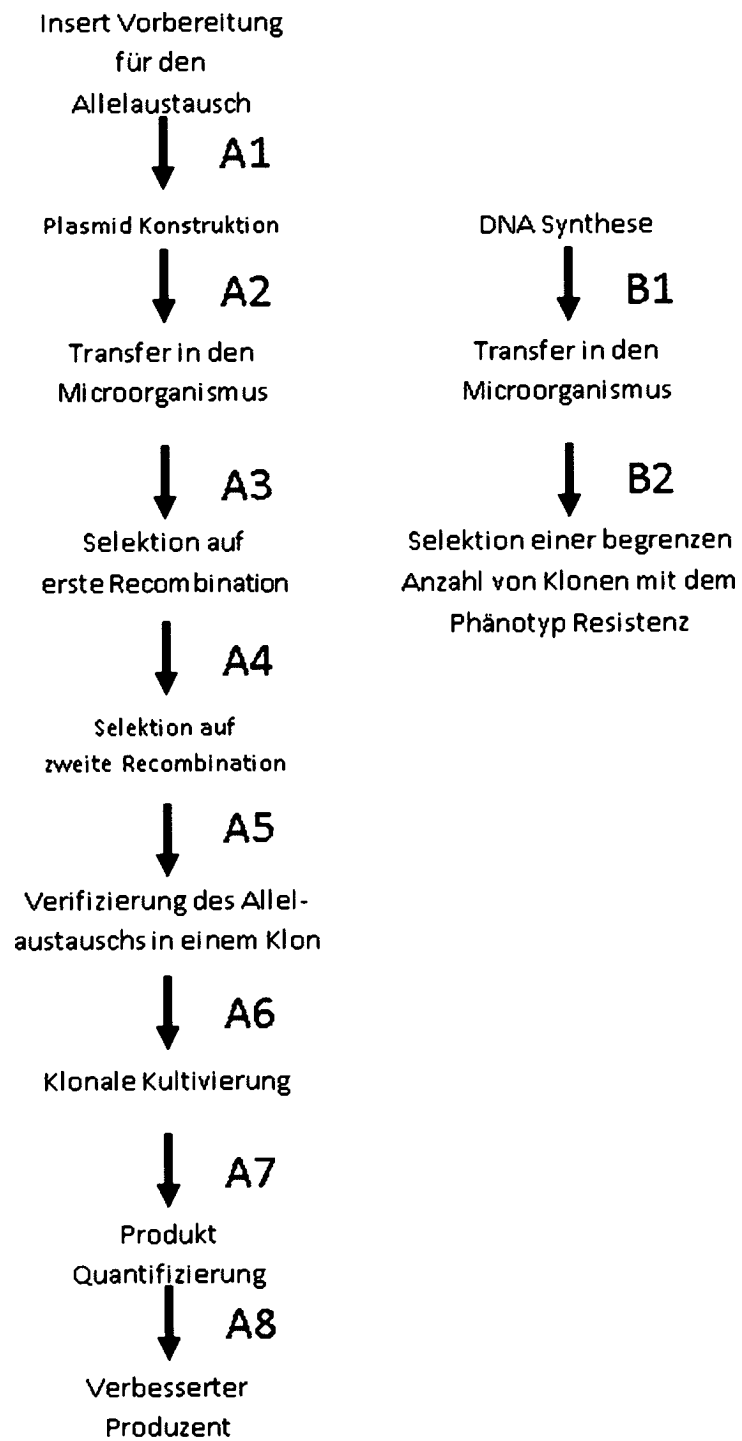 Insert Vorbereitung
für den
Allelaustausch
A1
Plasmid Konstruktion
A2
Transfer in den
Microorganismus
A3
Selektion auf
erste Recombination
A4
Selektion auf
zweite Recombination
A5
Verifizierung des Allel-
austauschs in einem Klon
A6
Klonale Kultivierung
A7
Produkt
Quantifizierung
A8
Verbesserter
Produzent
DNA Synthese
B1
Transfer in den
Microorganismus
B2
Selektion einer begrenzen
Anzahl von Klonen mit dem
Phänotyp Resistenz